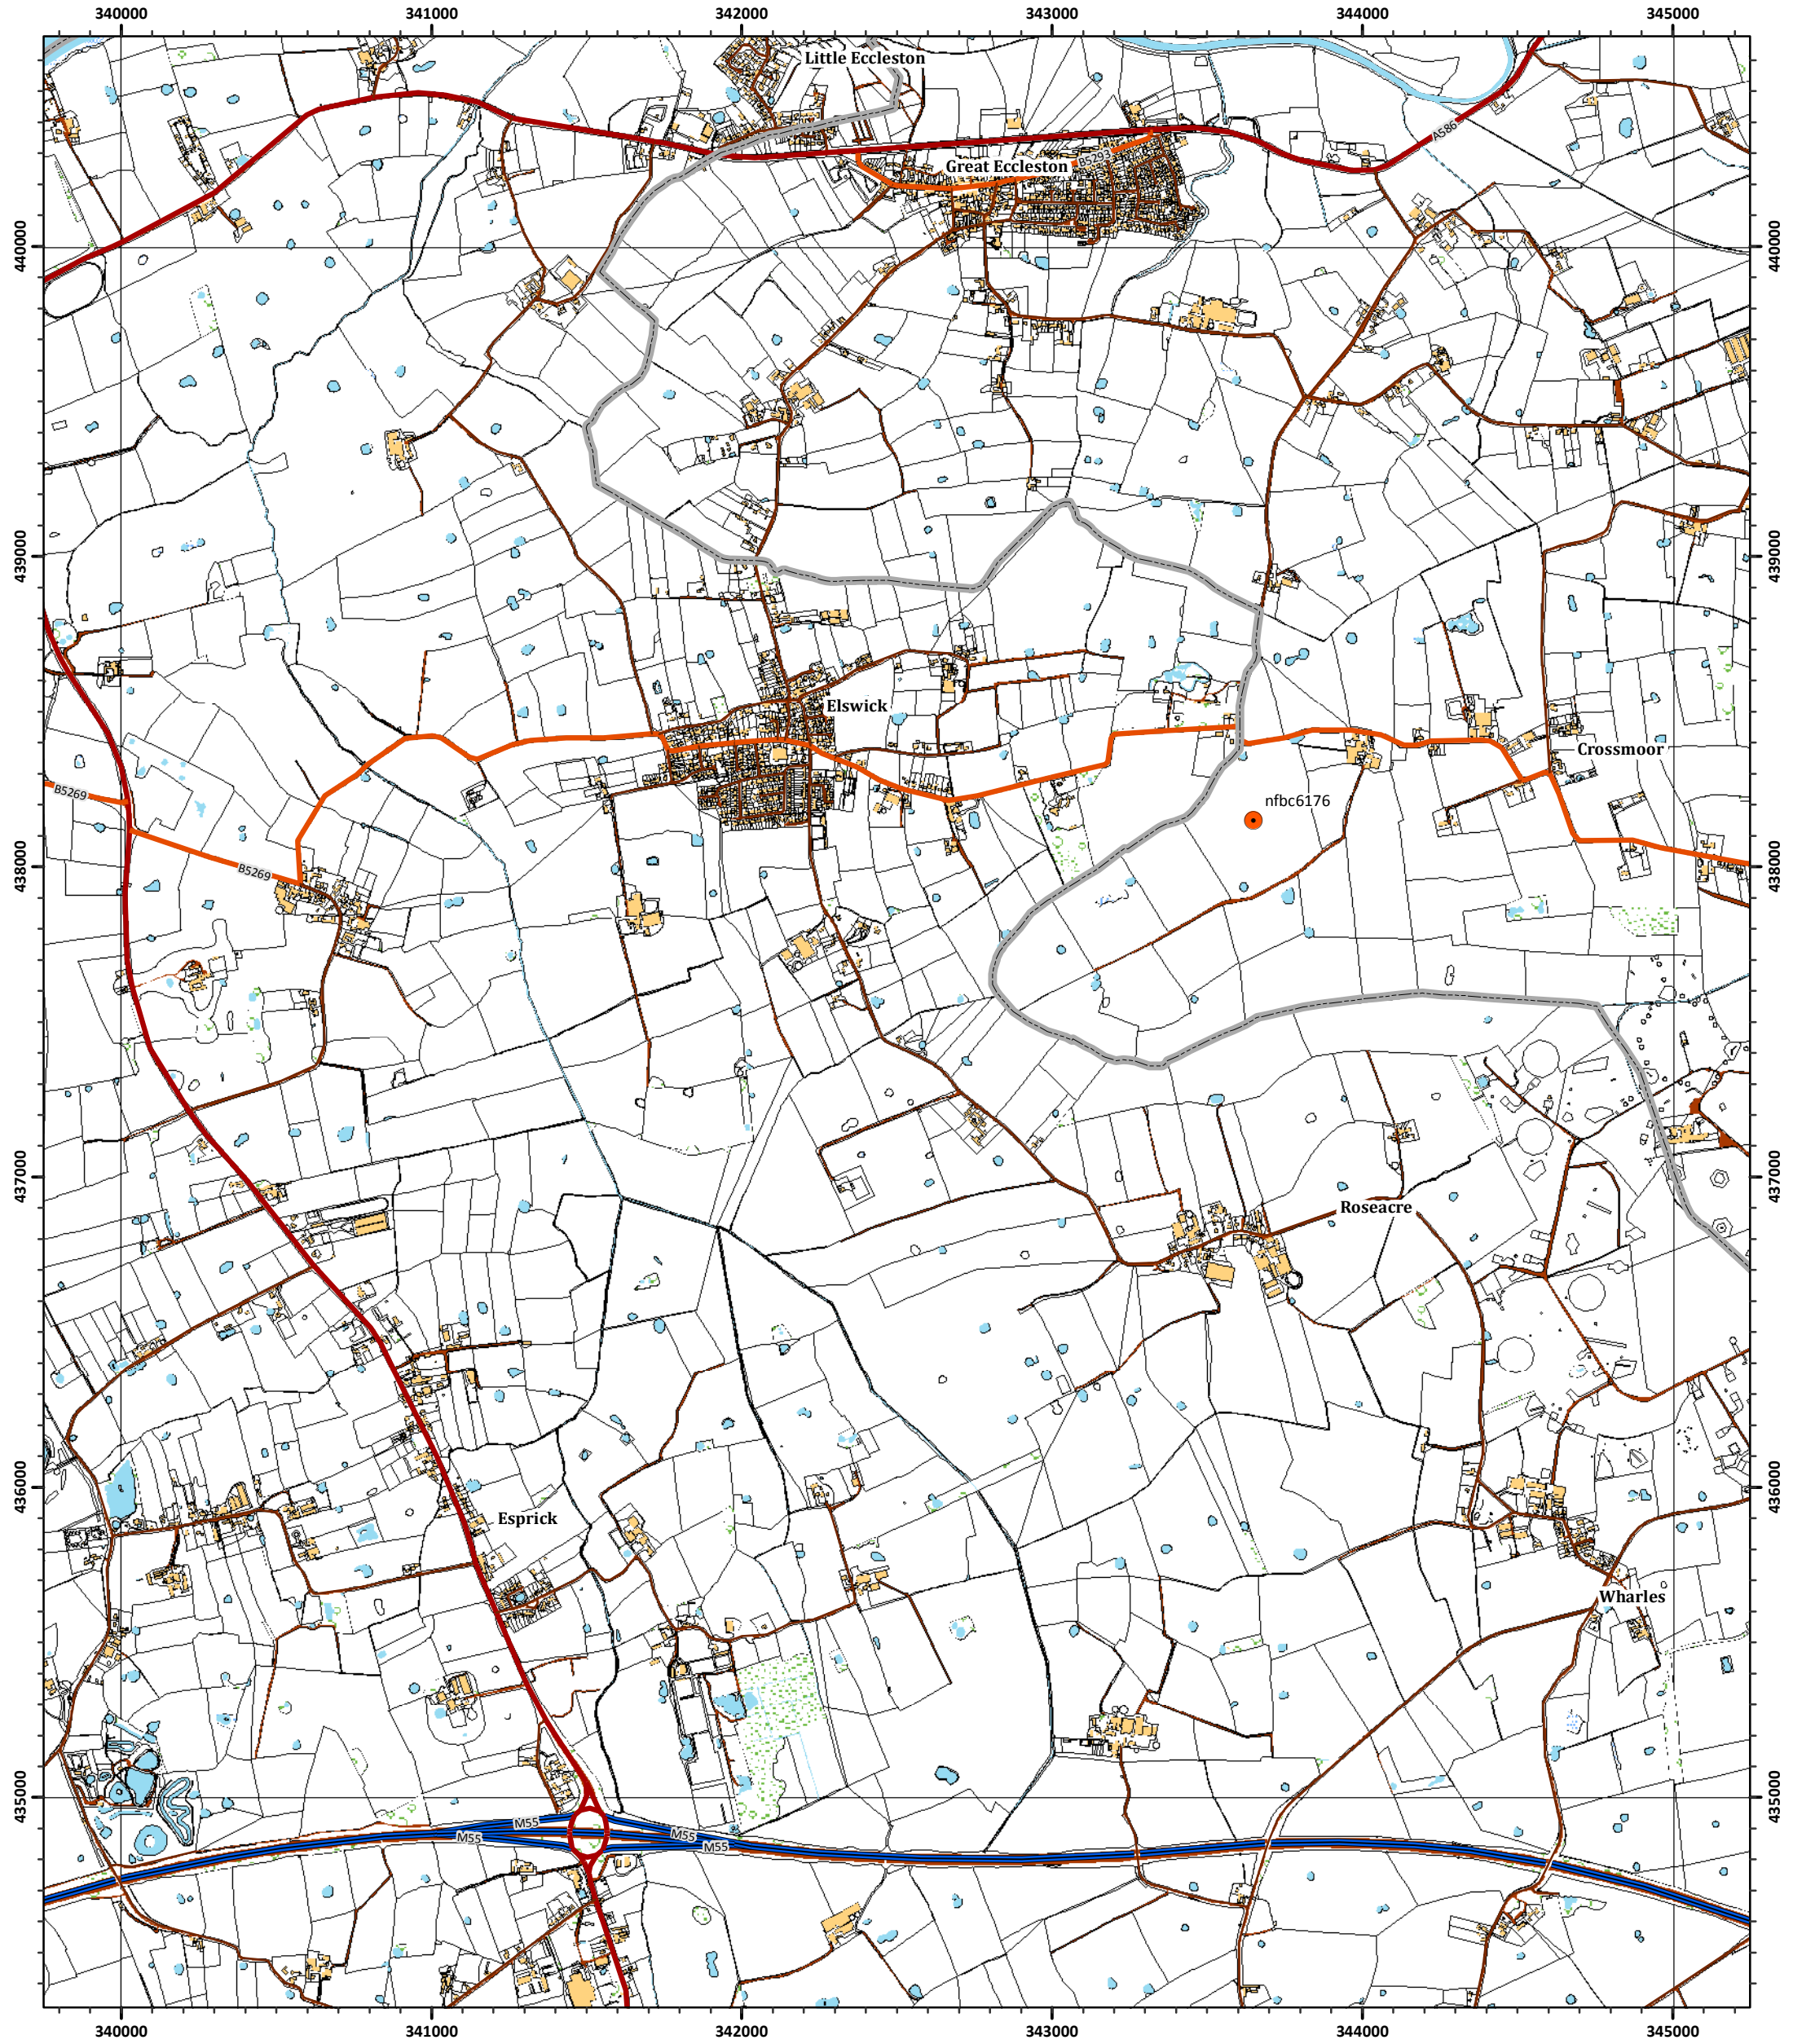 340000 341000 342000 343000 344000 345000
Little Eccleston
A586
B5293
Great Eccleston
440000 440000
439000 439000
Elswick
Crossmoor
B5269
nfbc6176
B5269
438000 438000
437000 437000
Roseacre
436000 436000
Esprick
Wharles
435000 435000
M55
M55
M55
M55
340000 341000 342000 343000 344000 345000